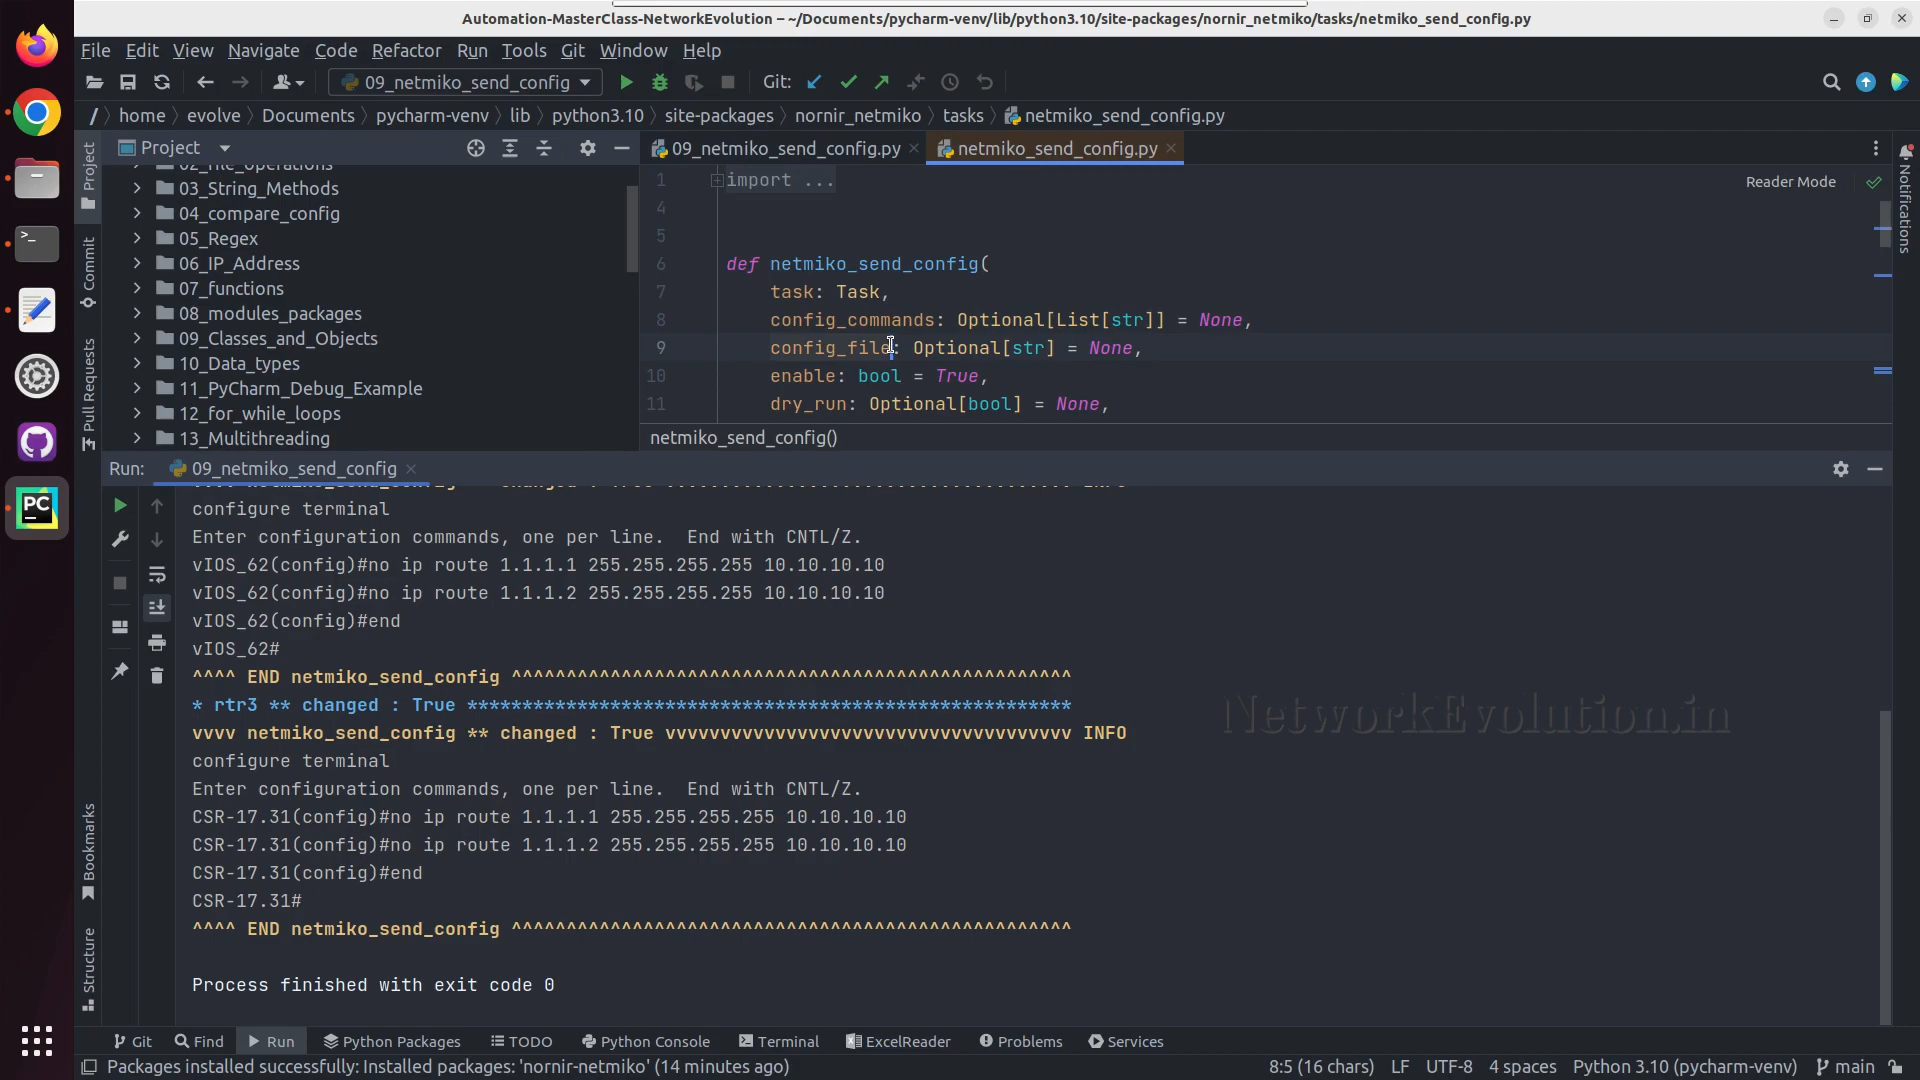 Automation-MasterClass-NetworkEvolution – ~/Documents/pycharm-venv/lib/python3.10/site-packages/nornir_netmiko/tasks/netmiko_send_config.py
File Edit View Navigate Code Refactor Run Tools Git Window Help
09_netmiko_send_config Git:
/ home evolve Documents pycharm-venv lib python3.10 site-packages nornir_netmiko tasks netmiko_send_config.py
Project
09_netmiko_send_config.py
netmiko_send_config.py
Project
Commit
Pull Requests
Bookmarks
Structure
Notifications
02_file_operations
03_String_Methods
04_compare_config
05_Regex
06_IP_Address
07_functions
08_modules_packages
09_Classes_and_Objects
10_Data_types
11_PyCharm_Debug_Example
12_for_while_loops
13_Multithreading
Reader Mode
1 import ...
4
5
6 def netmiko_send_config(
7 task: Task,
8 config_commands: Optional[List[str]] = None,
9 config_file: Optional[str] = None,
10 enable: bool = True,
11 dry_run: Optional[bool] = None,
netmiko_send_config()
Run: 09_netmiko_send_config
configure terminal
Enter configuration commands, one per line.  End with CNTL/Z.
vIOS_62(config)#no ip route 1.1.1.1 255.255.255.255 10.10.10.10
vIOS_62(config)#no ip route 1.1.1.2 255.255.255.255 10.10.10.10
vIOS_62(config)#end
vIOS_62#
^^^^ END netmiko_send_config ^^^^^^^^^^^^^^^^^^^^^^^^^^^^^^^^^^^^^^^^^^^^^^^^^^^
* rtr3 ** changed : True *******************************************************
vvvv netmiko_send_config ** changed : True vvvvvvvvvvvvvvvvvvvvvvvvvvvvvvvvvvvvv INFO
configure terminal
Enter configuration commands, one per line.  End with CNTL/Z.
CSR-17.31(config)#no ip route 1.1.1.1 255.255.255.255 10.10.10.10
CSR-17.31(config)#no ip route 1.1.1.2 255.255.255.255 10.10.10.10
CSR-17.31(config)#end
CSR-17.31#
^^^^ END netmiko_send_config ^^^^^^^^^^^^^^^^^^^^^^^^^^^^^^^^^^^^^^^^^^^^^^^^^^^
Process finished with exit code 0
NetworkEvolution.in
Git Find Run Python Packages TODO Python Console Terminal ExcelReader Problems Services
Packages installed successfully: Installed packages: 'nornir-netmiko' (14 minutes ago) 8:5 (16 chars) LF UTF-8 4 spaces Python 3.10 (pycharm-venv) main